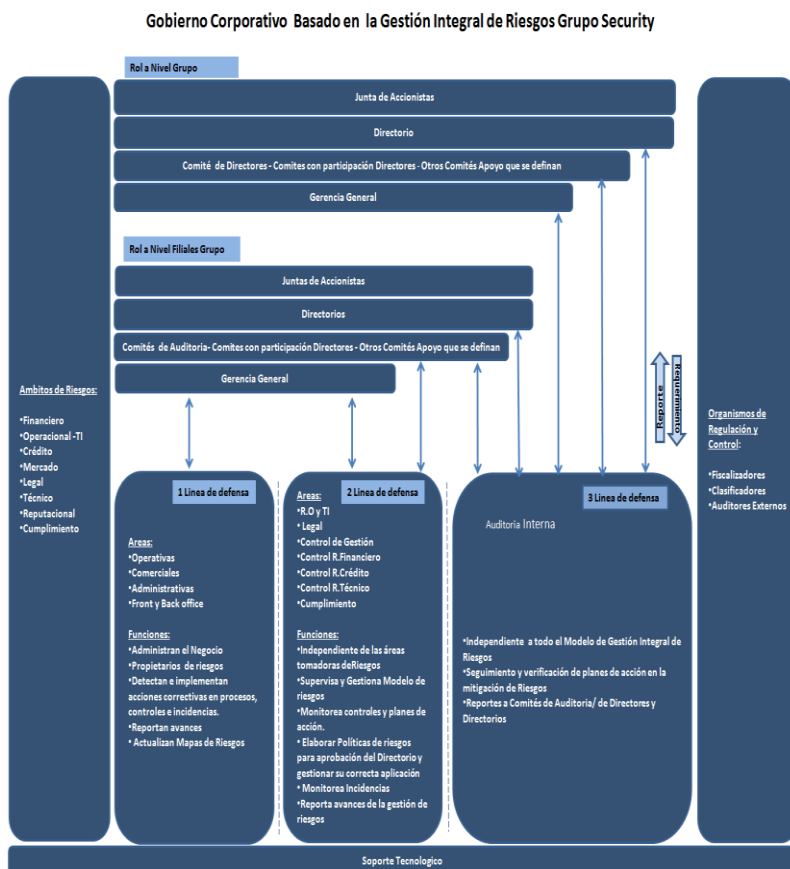 Gobierno Corporativo Basado en la Gestión Integral de Riesgos Grupo Security
Rol a Nivel Grupo
Junta de Accionistas
Directorio
Comité de Directores - Comites con participación Directores - Otros Comités Apoyo que se definan
Gerencia General
Rol a Nivel Filiales Grupo
Juntas de Accionistas
Directorios
Comités de Auditoria- Comites con participación Directores - Otros Comités Apoyo que se definan
Gerencia General
Reporte
Requerimiento
Ambitos de Riesgos:
•Financiero
•Operacional -TI
•Crédito
•Mercado
•Legal
•Técnico
•Reputacional
•Cumplimiento
1 Linea de defensa
Areas:
•Operativas
•Comerciales
•Administrativas
•Front y Back office
Funciones:
•Administran el Negocio
•Propietarios de riesgos
•Detectan e implementan
acciones correctivas en procesos,
controles e incidencias.
•Reportan avances
• Actualizan Mapas de Riesgos
2 Linea de defensa
Areas:
•R.O y TI
• Legal
•Control de Gestión
•Control R.Financiero
•Control R.Crédito
•Control R.Técnico
•Cumplimiento
Funciones:
•Independiente de las áreas
tomadoras deRiesgos
•Supervisa y Gestiona Modelo de
riesgos
•Monitorea controles y planes de
acción.
• Elaborar Políticas de riesgos
para aprobación del Directorio y
gestionar su correcta aplicación
• Monitorea Incidencias
•Reporta avances de la gestión de
riesgos
3 Linea de defensa
Auditoria Interna
•Independiente a todo el Modelo de Gestión Integral de
Riesgos
•Seguimiento y verificación de planes de acción en la
mitigación de Riesgos
•Reportes a Comités de Auditoria/ de Directores y
Directorios
Organismos de
Regulación y
Control:
•Fiscalizadores
•Clasificadores
•Auditores Externos
Soporte Tecnologico